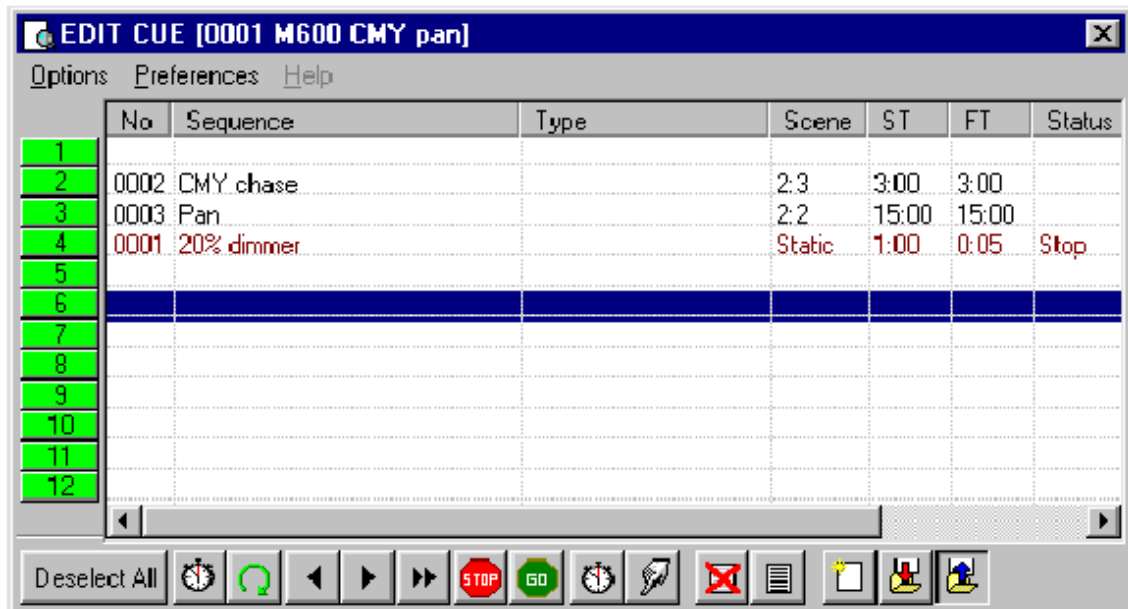 EDIT CUE [0001 M600 CMY pan]
Options Preferences Help
No Sequence Type Scene ST FT Status
1
2 0002 CMY chase 2:3 3:00 3:00
3 0003 Pan 2:2 15:00 15:00
4 0001 20% dimmer Static 1:00 0:05 Stop
5
6
7
8
9
10
11
12
Deselect All STOP GO